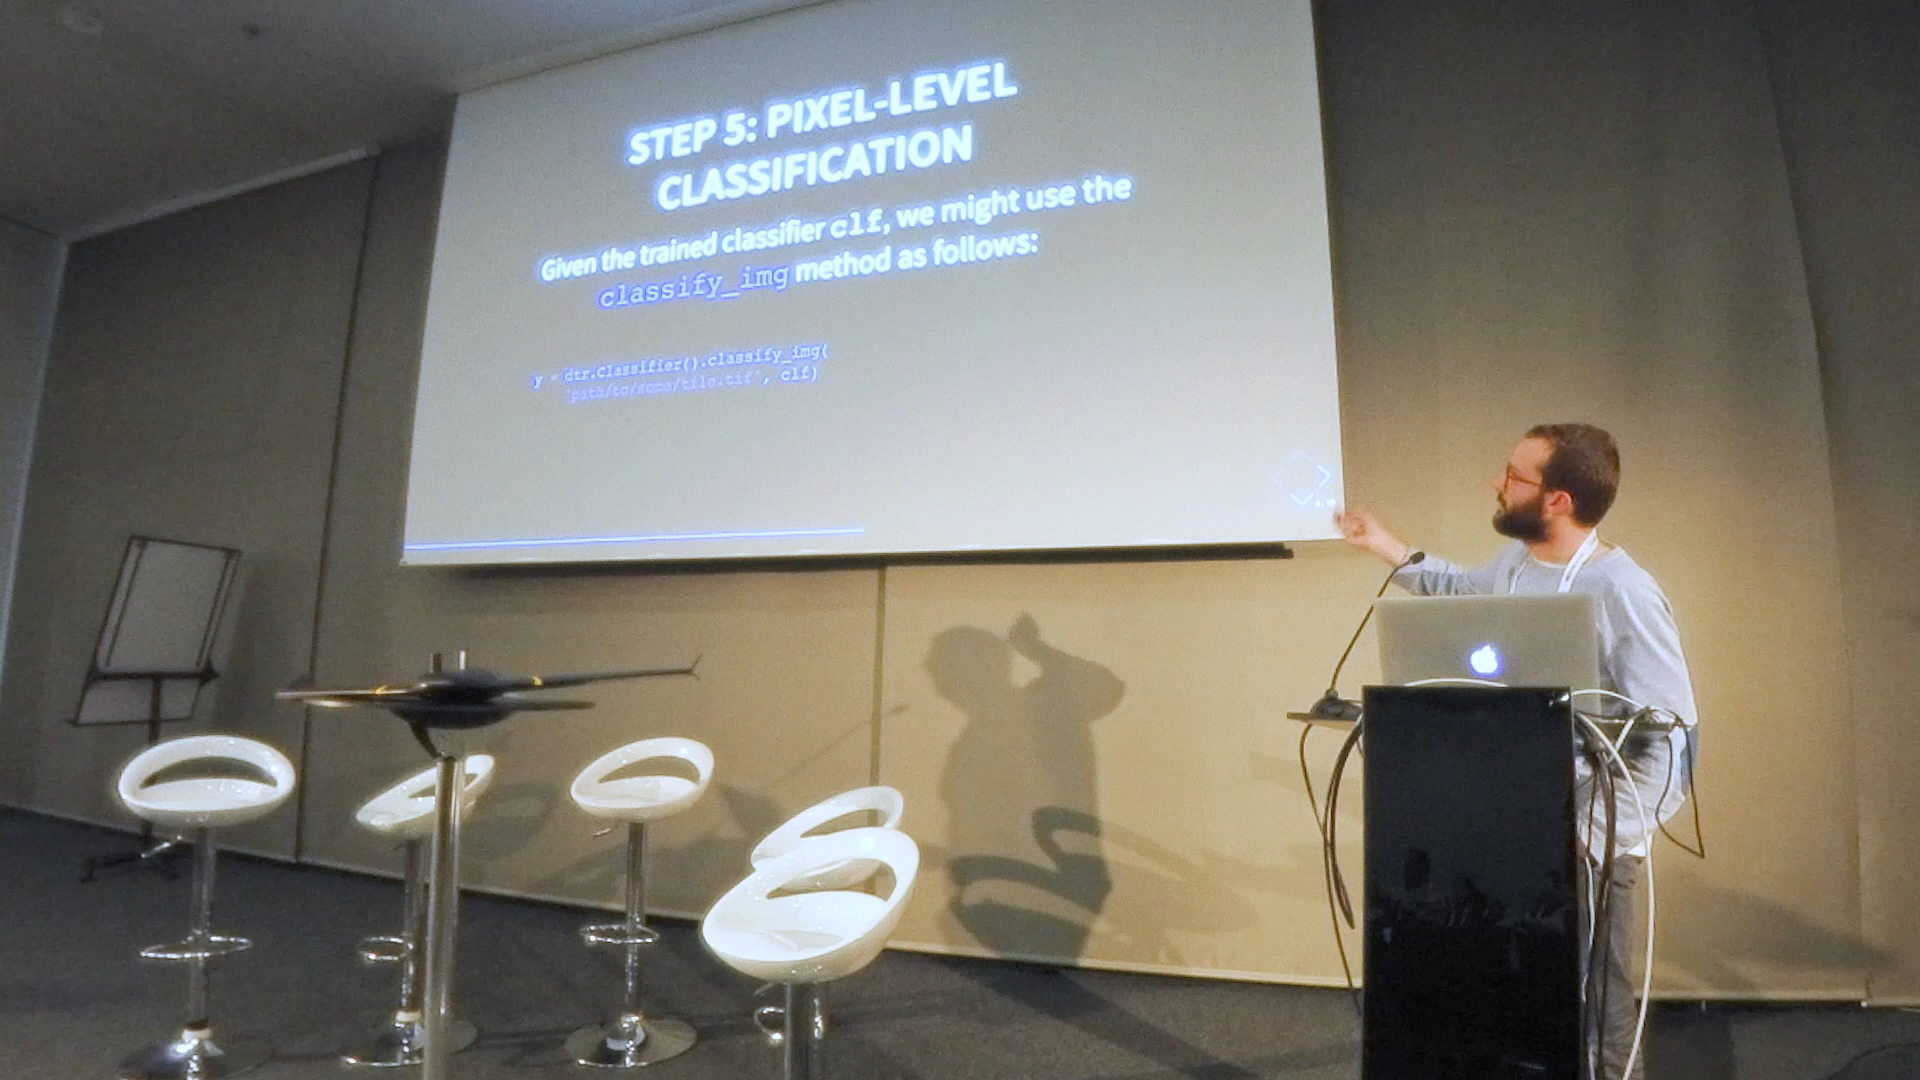 STEP 5: PIXEL-LEVEL
CLASSIFICATION
Given the trained classifier clf, we might use the
classify_img method as follows:
y = dtr.Classifier().classify_img(
'path/to/some/tile.tif', clf)